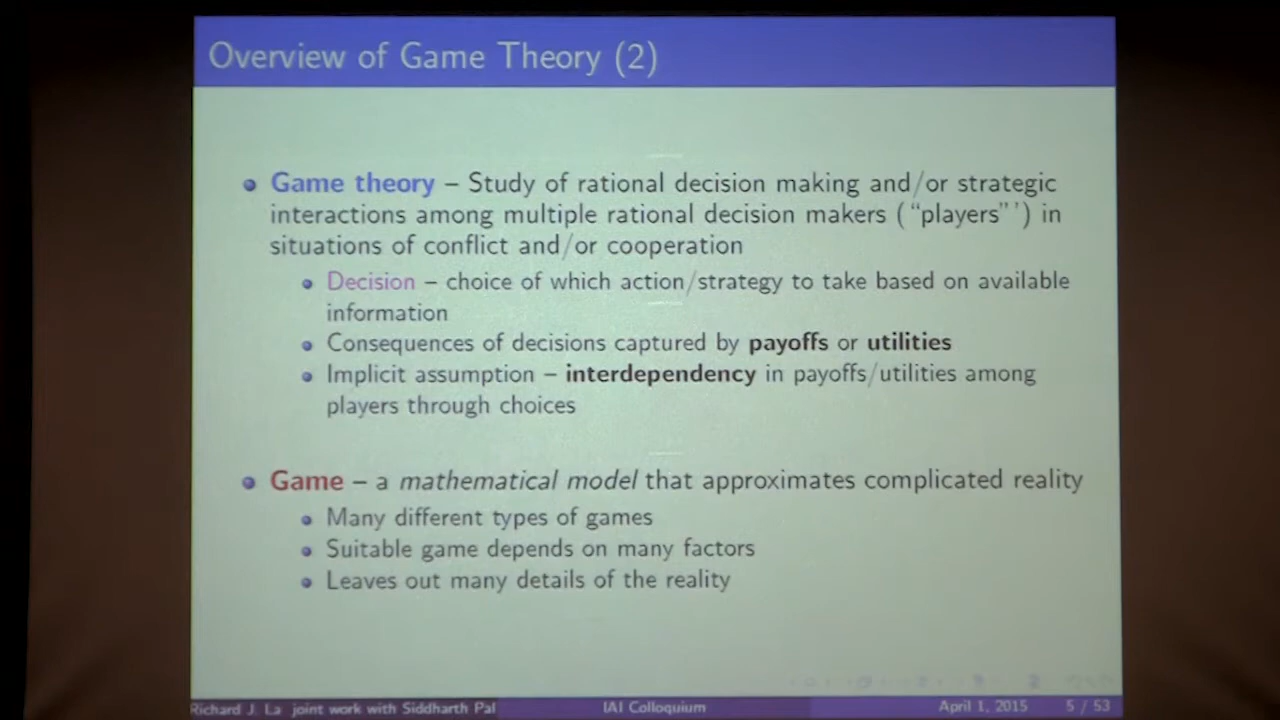 Overview of Game Theory (2)
Game theory – Study of rational decision making and/or strategic
interactions among multiple rational decision makers (“players”’) in
situations of conflict and/or cooperation
Decision – choice of which action/strategy to take based on available
information
Consequences of decisions captured by payoffs or utilities
Implicit assumption – interdependency in payoffs/utilities among
players through choices
Game – a mathematical model that approximates complicated reality
Many different types of games
Suitable game depends on many factors
Leaves out many details of the reality
Richard J. La joint work with Siddharth Pal IAI Colloquium April 1, 2015 5 / 53